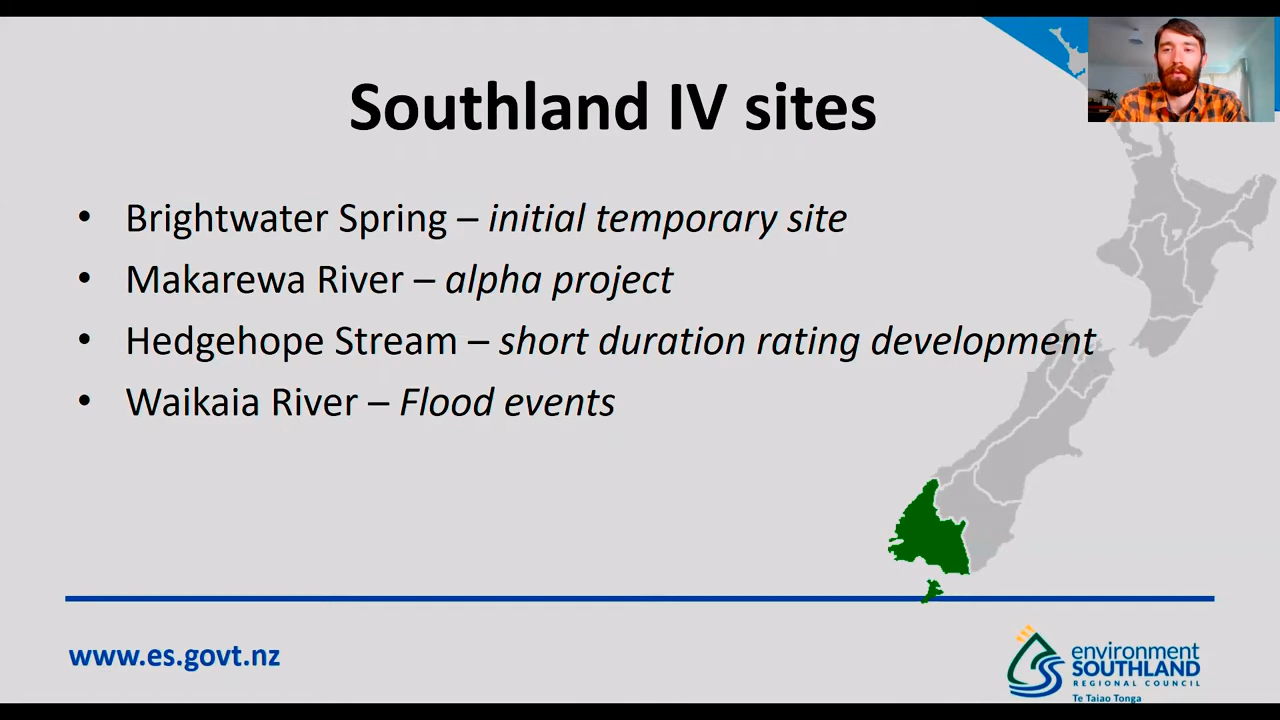 Southland IV sites
• Brightwater Spring – initial temporary site
• Makarewa River – alpha project
• Hedgehope Stream – short duration rating development
• Waikaia River – Flood events
www.es.govt.nz
environment
SOUTHLAND
REGIONAL COUNCIL
Te Taiao Tonga